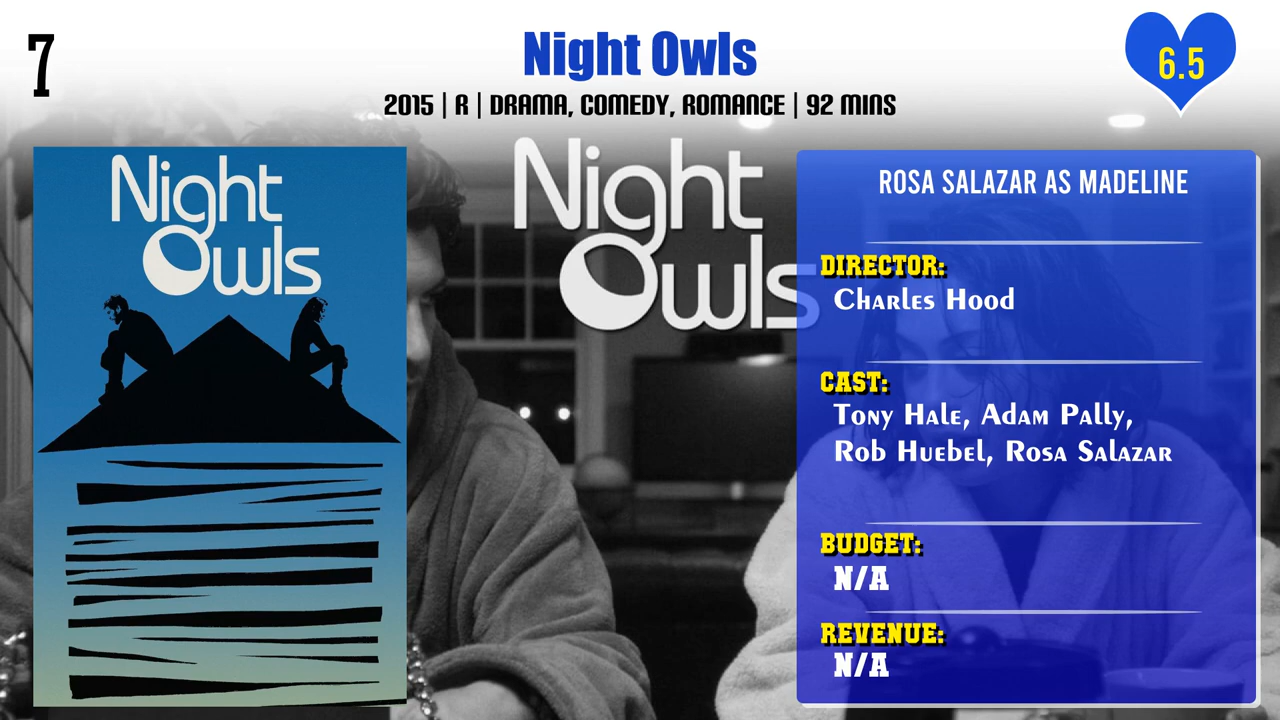 7
Night Owls
2015 | R | DRAMA, COMEDY, ROMANCE | 92 MINS
6.5
Night
Owls
Night
Owls
ROSA SALAZAR AS MADELINE
DIRECTOR:
Charles Hood
CAST:
Tony Hale, Adam Pally,
Rob Huebel, Rosa Salazar
BUDGET:
N/A
REVENUE:
N/A